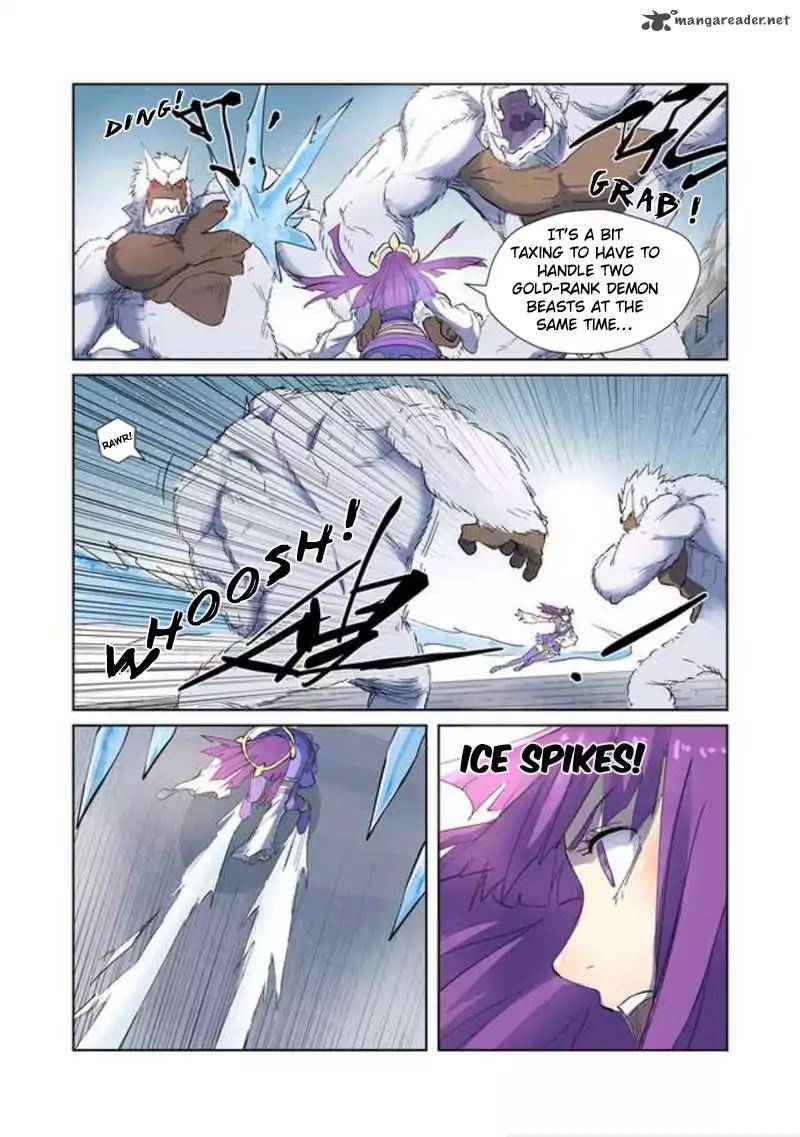 mangareader.net
DING!
GRAB!
IT'S A BIT
TAXING TO HAVE TO
HANDLE TWO
GOLD-RANK DEMON
BEASTS AT THE
SAME TIME...
RAWR!
WHOOSH!
ICE SPIKES!